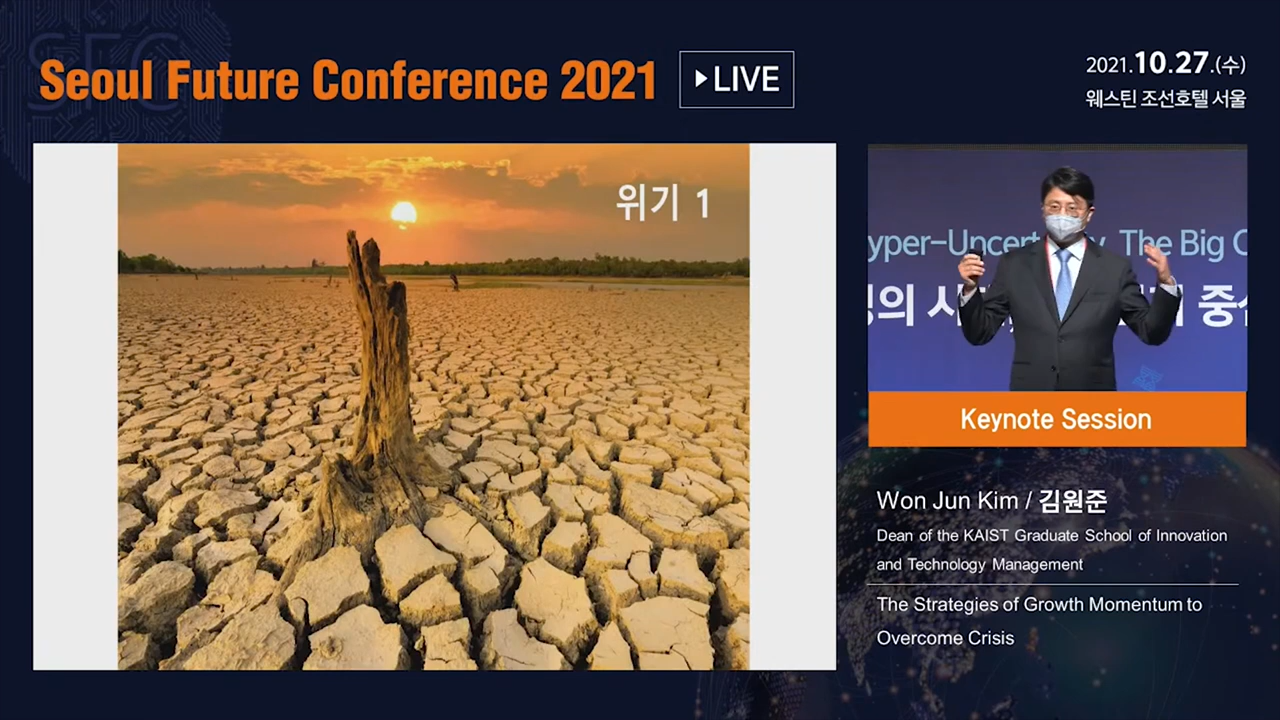 Seoul Future Conference 2021
LIVE
2021.10.27.(수)
웨스틴 조선호텔 서울
위기 1
The Big
Keynote Session
Won Jun Kim / 김원준
Dean of the KAIST Graduate School of Innovation
and Technology Management
The Strategies of Growth Momentum to
Overcome Crisis